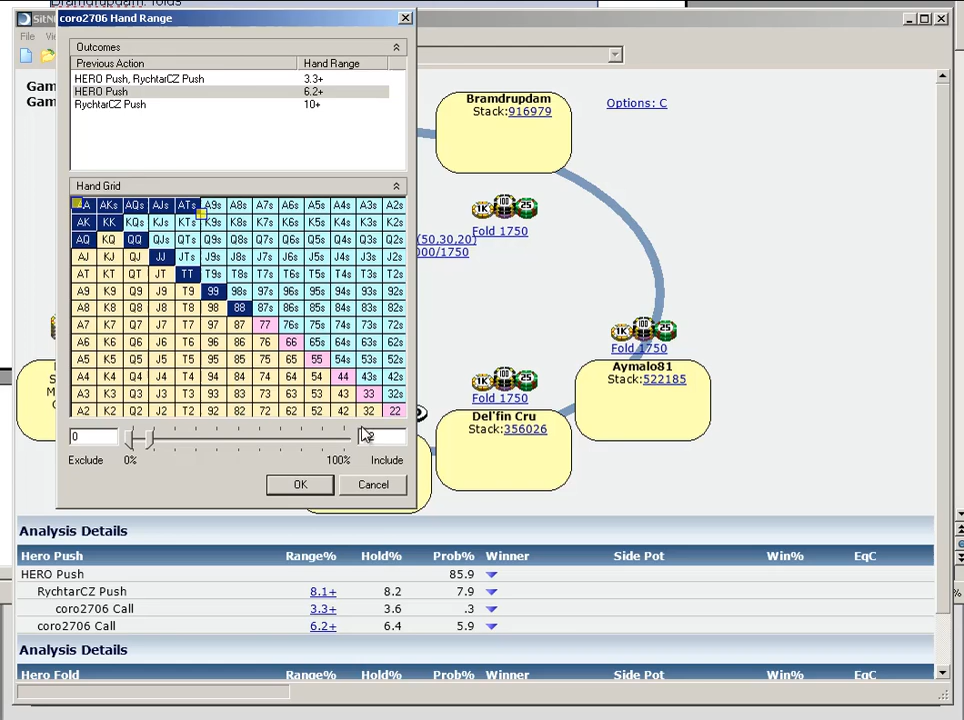 Bramdrupdam: folds
SitN
coro2706 Hand Range
File
Outcomes
Previous Action Hand Range
HERO Push, RychtarCZ Push 3.3+
HERO Push 6.2+
RychtarCZ Push 10+
Gam
Gam
Hand Grid
AKs AQs AJs ATs A9s A8s A7s A6s A5s A4s A3s A2s
AK KK KQs KJs KTs K9s K8s K7s K6s K5s K4s K3s K2s
AQ KQ QQ QJs QTs Q9s Q8s Q7s Q6s Q5s Q4s Q3s Q2s
AJ KJ QJ JJ JTs J9s J8s J7s J6s J5s J4s J3s J2s
AT KT QT JT TT T9s T8s T7s T6s T5s T4s T3s T2s
A9 K9 Q9 J9 T9 99 98s 97s 96s 95s 94s 93s 92s
A8 K8 Q8 J8 T8 98 88 87s 86s 85s 84s 83s 82s
A7 K7 Q7 J7 T7 97 87 77 76s 75s 74s 73s 72s
A6 K6 Q6 J6 T6 96 86 76 66 65s 64s 63s 62s
A5 K5 Q5 J5 T5 95 85 75 65 55 54s 53s 52s
A4 K4 Q4 J4 T4 94 84 74 64 54 44 43s 42s
A3 K3 Q3 J3 T3 93 83 73 63 53 43 33 32s
A2 K2 Q2 J2 T2 92 82 72 62 52 42 32 22
0
Exclude 0% 100% Include
OK Cancel
Bramdrupdam
Stack:916979
Options: C
Fold 1750
(50,30,20)
000/1750
Fold 1750
Aymalo81
Stack:522185
Fold 1750
Del'fin Cru
Stack:356026
Analysis Details
Hero Push Range% Hold% Prob% Winner Side Pot Win% EqC
HERO Push 85.9
RychtarCZ Push 8.1+ 8.2 7.9
coro2706 Call 3.3+ 3.6 .3
coro2706 Call 6.2+ 6.4 5.9
Analysis Details
Hero Fold Range% Hold% Prob% Winner Side Pot Win% EqC